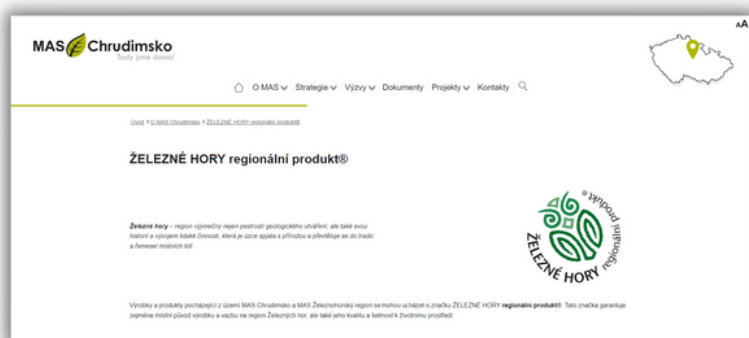 AA
MAS Chrudimsko
Tady jsme doma!
O MAS Strategie Výzvy Dokumenty Projekty Kontakty
Úvod > O MAS Chrudimsko > ŽELEZNÉ HORY regionální produkt®
ŽELEZNÉ HORY regionální produkt®
Železné hory – region výjimečný nejen pestrostí geologického utváření, ale také svou
historií a vývojem lidské činnosti, která je úzce spjata s přírodou a převtěluje se do tradic
a řemesel místních lidí.
ŽELEZNÉ HORY regionální produkt®
Výrobky a produkty pocházející z území MAS Chrudimsko a MAS Železnohorský region se mohou ucházet o značku ŽELEZNÉ HORY regionální produkt®. Tato značka garantuje
zejména místní původ výrobku a vazbu na region Železných hor, ale také jeho kvalitu a šetrnost k životnímu prostředí.